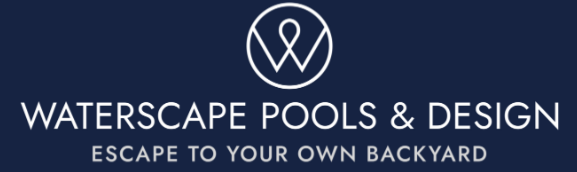 WATERSCAPE POOLS & DESIGN
ESCAPE TO YOUR OWN BACKYARD